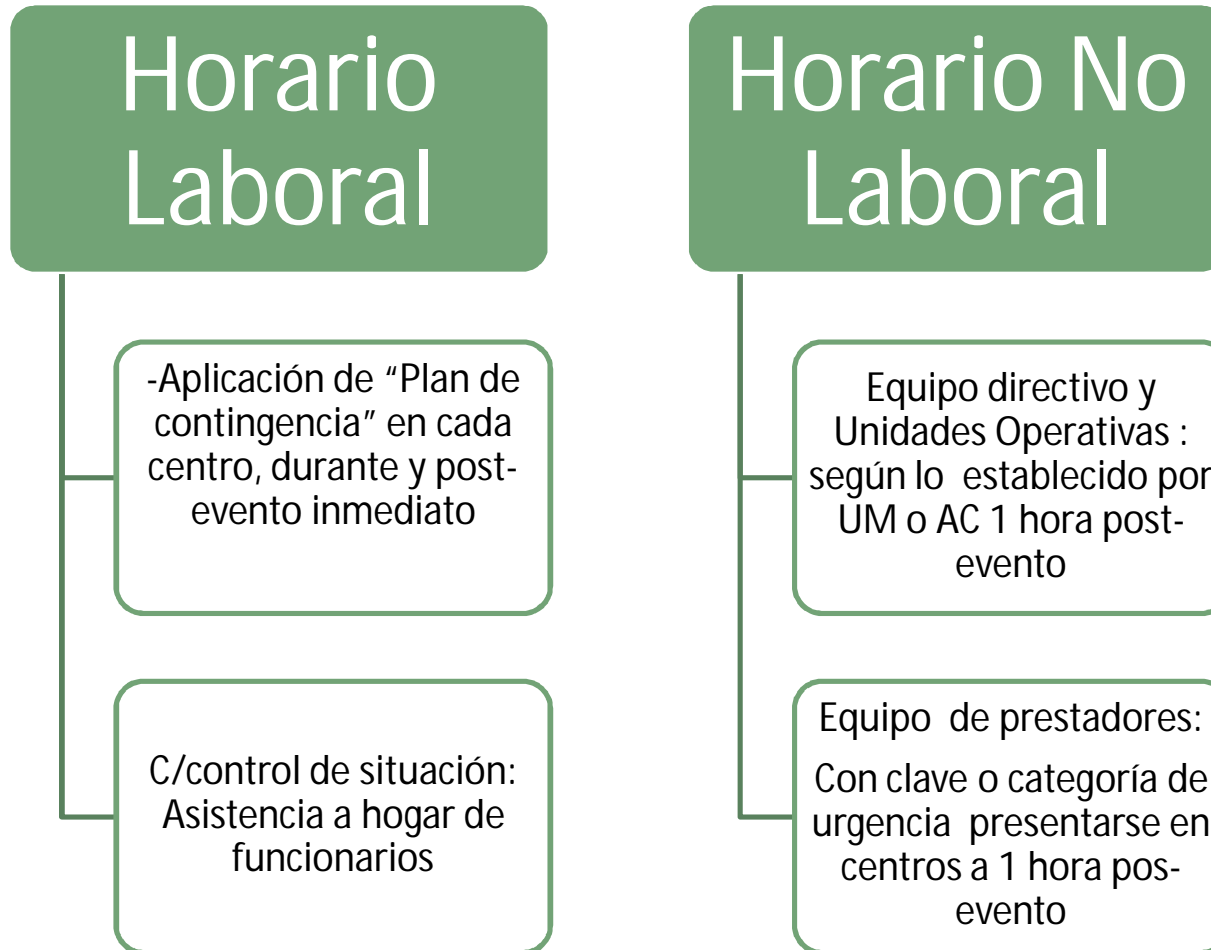 Horario
Laboral
-Aplicación de “Plan de
contingencia” en cada
centro, durante y post-
evento inmediato
C/control de situación:
Asistencia a hogar de
funcionarios
Horario No
Laboral
Equipo directivo y
Unidades Operativas :
según lo establecido por
UM o AC 1 hora post-
evento
Equipo de prestadores:
Con clave o categoría de
urgencia presentarse en
centros a 1 hora pos-
evento